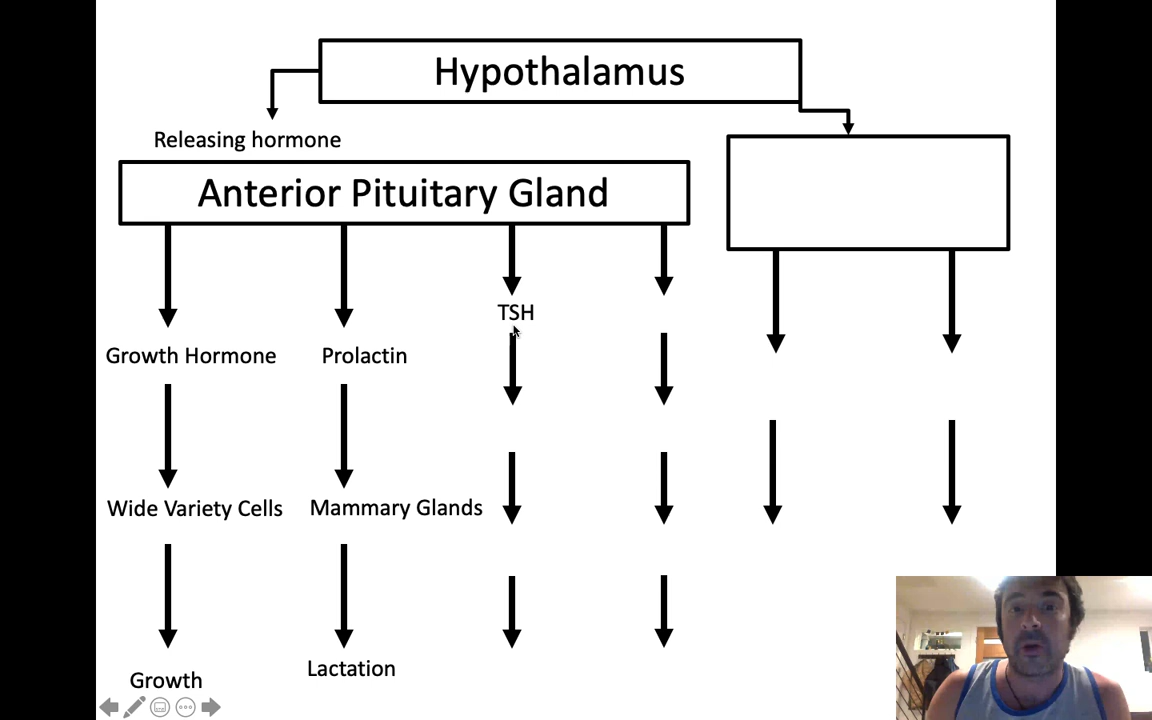 Hypothalamus
Releasing hormone
Anterior Pituitary Gland
TSH
Growth Hormone
Prolactin
Wide Variety Cells
Mammary Glands
Growth
Lactation